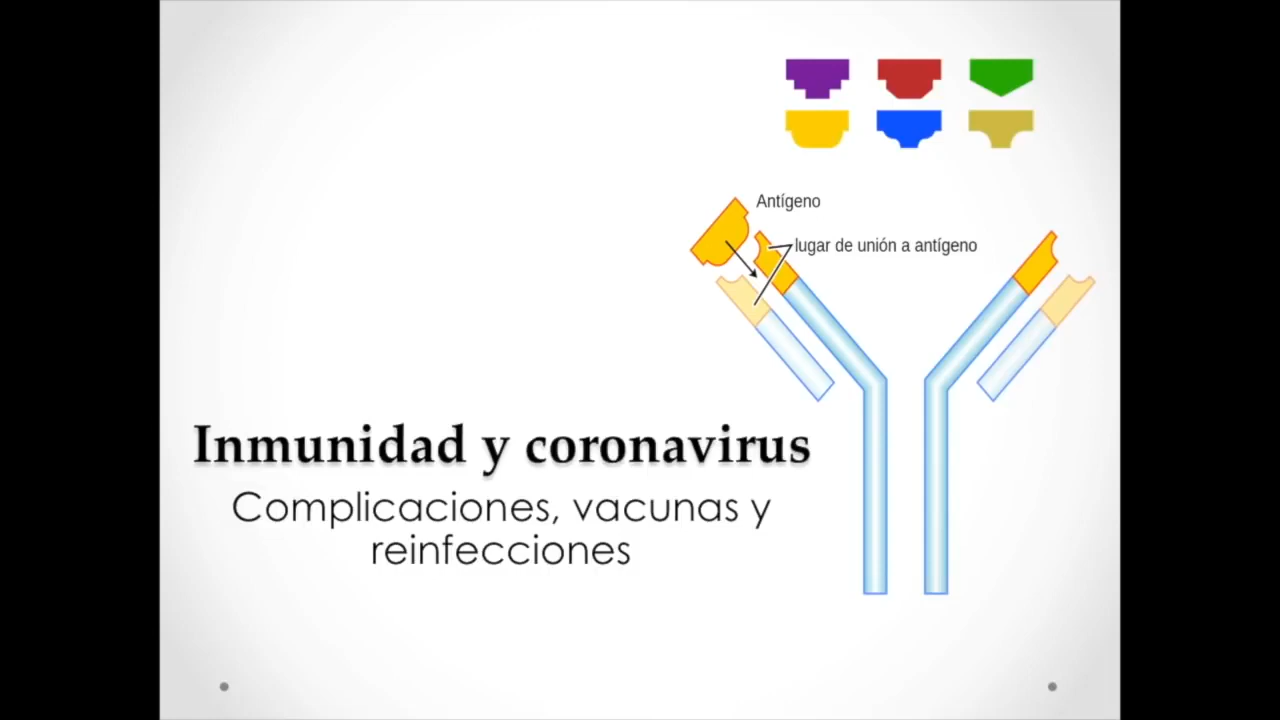 Antígeno
lugar de unión a antígeno
Inmunidad y coronavirus
Complicaciones, vacunas y
reinfecciones